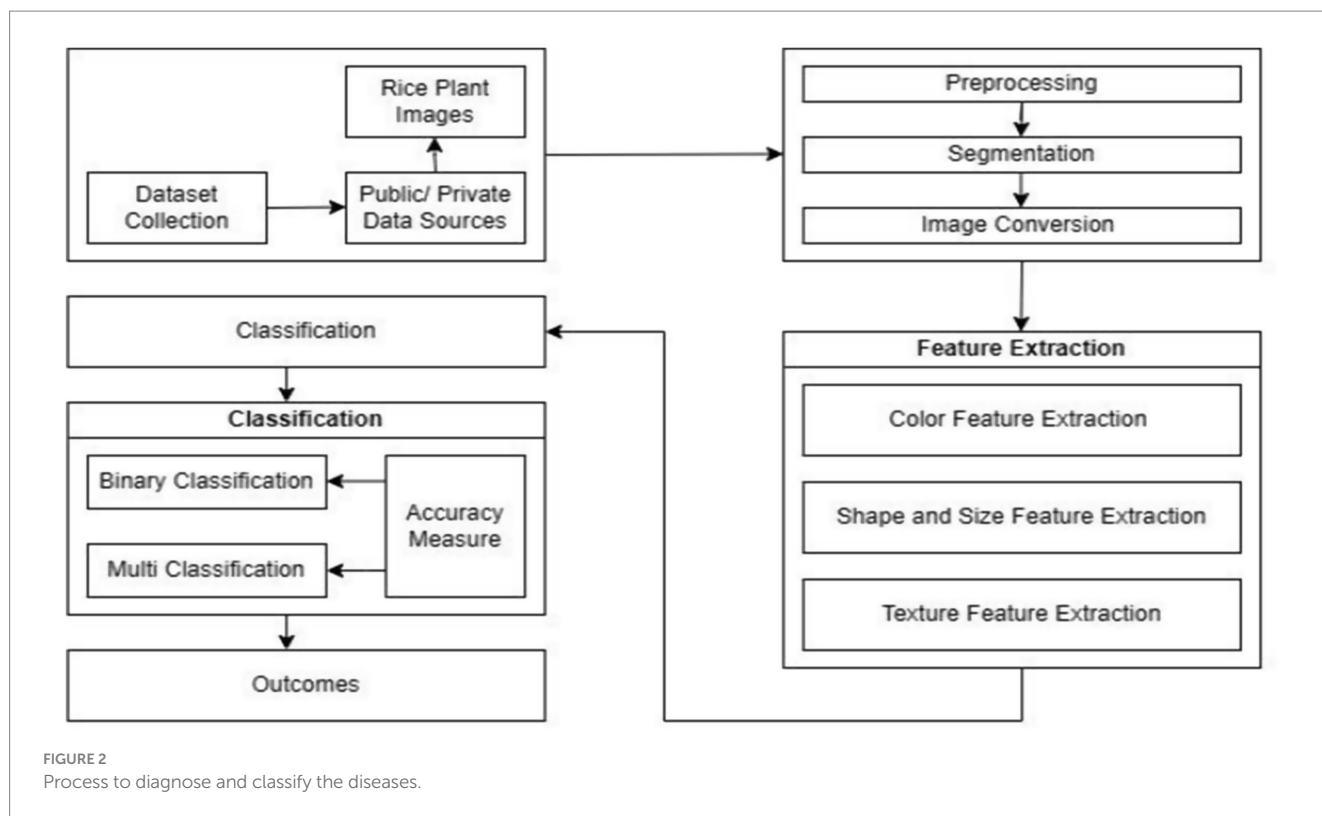 Rice Plant
Images
Dataset
Collection
Public/ Private
Data Sources
Preprocessing
Segmentation
Image Conversion
Feature Extraction
Color Feature Extraction
Shape and Size Feature Extraction
Texture Feature Extraction
Classification
Classification
Binary Classification
Multi Classification
Accuracy
Measure
Outcomes
FIGURE 2
Process to diagnose and classify the diseases.